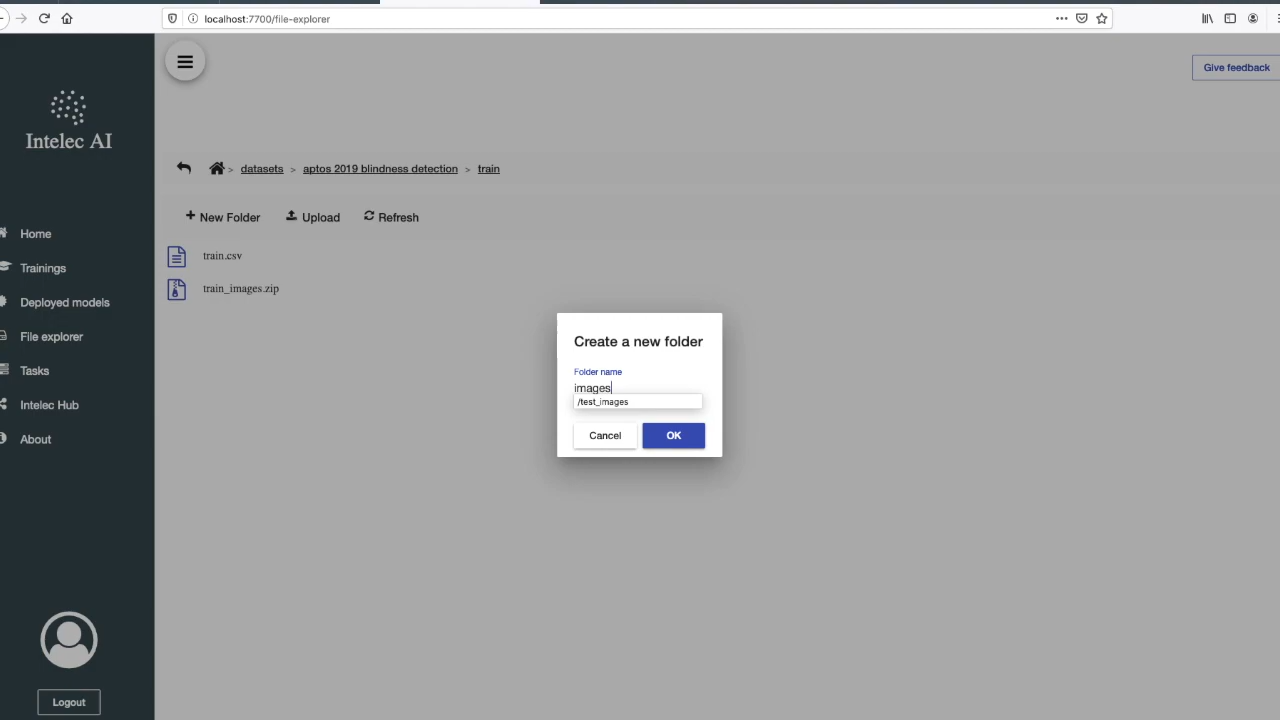 localhost:7700/file-explorer
Give feedback
Intelec AI
> datasets > aptos 2019 blindness detection > train
+ New Folder Upload Refresh
train.csv
train_images.zip
Home
Trainings
Deployed models
File explorer
Tasks
Intelec Hub
About
Create a new folder
Folder name
images
/test_images
Cancel OK
Logout